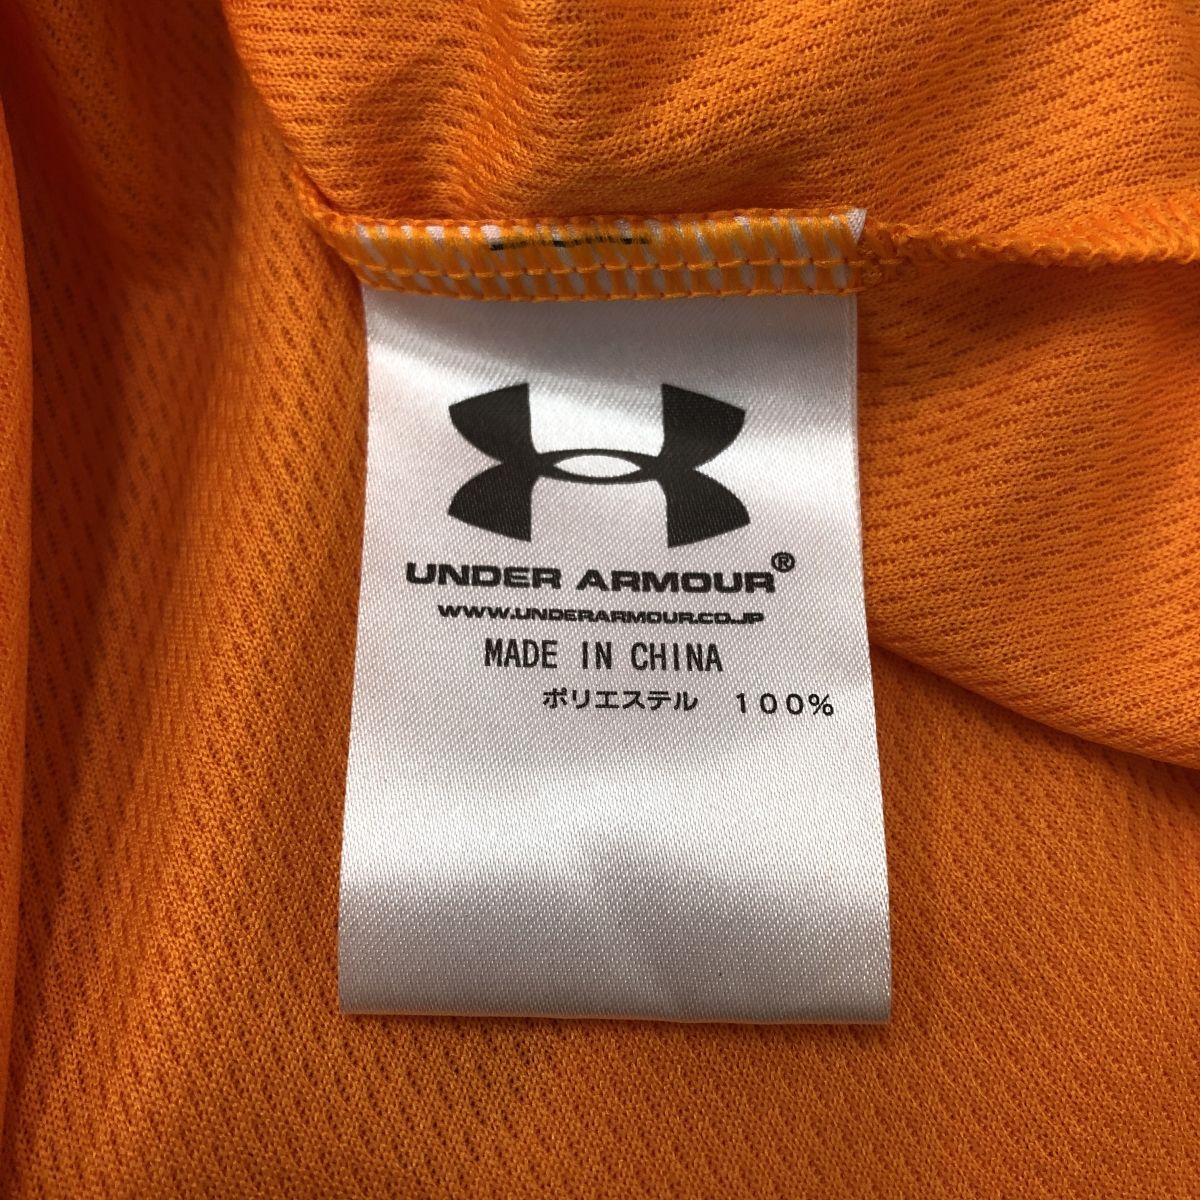 UNDER ARMOUR®
WWW.UNDERARMOUR.CO.JP
MADE IN CHINA
ポリエステル 100%